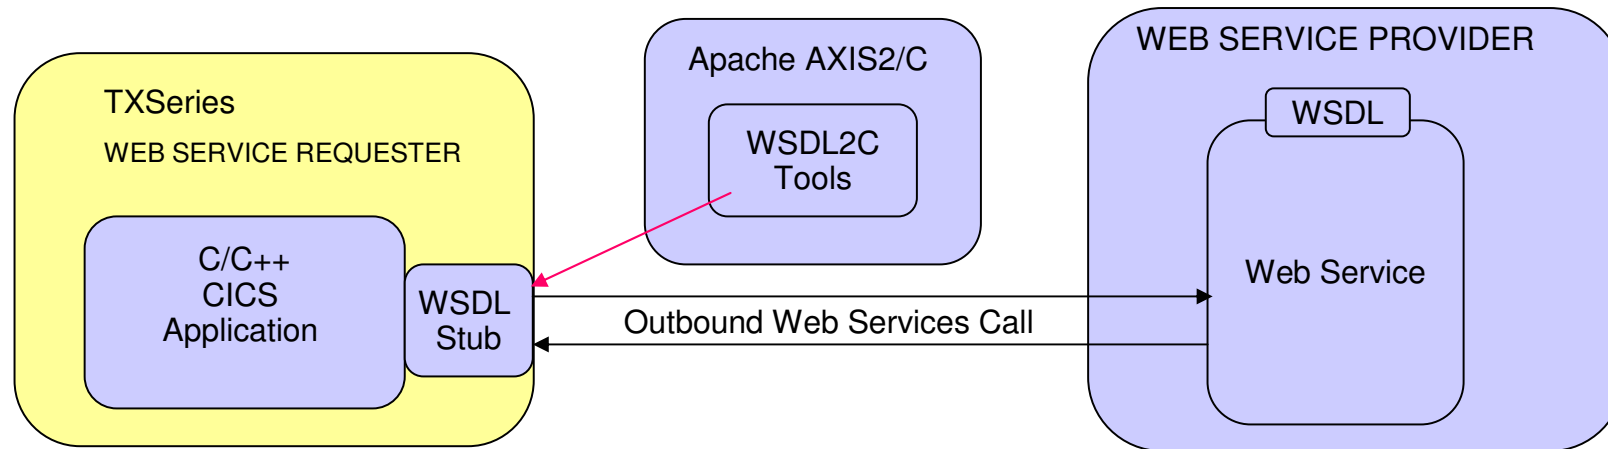 TXSeries
WEB SERVICE REQUESTER
C/C++
CICS
Application
WSDL
Stub
Apache AXIS2/C
WSDL2C
Tools
Outbound Web Services Call
WEB SERVICE PROVIDER
WSDL
Web Service